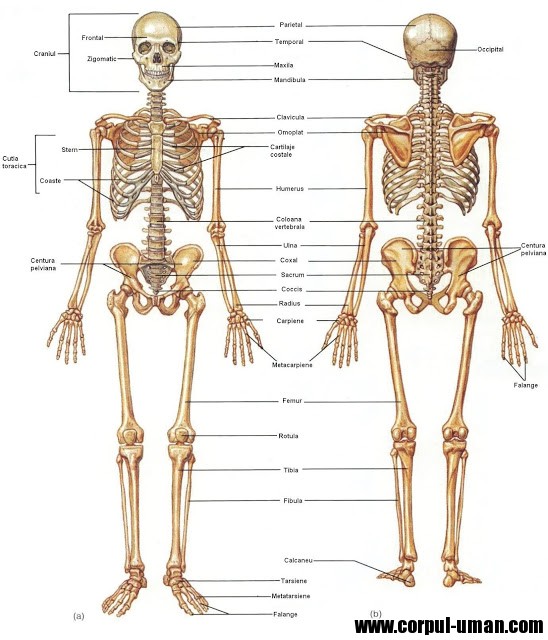 Parietal
Frontal
Temporal
Craniul
Occipital
Zigomatic
Maxila
Mandibula
Clavicula
Omoplat
Stern
Cartilaje
costale
Cutia
toracica
Coaste
Humerus
Coloana
vertebrala
Ulna
Centura
pelviana
Centura
pelviana
Coxal
Sacrum
Coccis
Radius
Carpiene
Metacarpiene
Falange
Femur
Rotula
Tibia
Fibula
Calcaneu
Tarsiene
Metatarsiene
Falange
(a)
(b)
www.corpul-uman.com